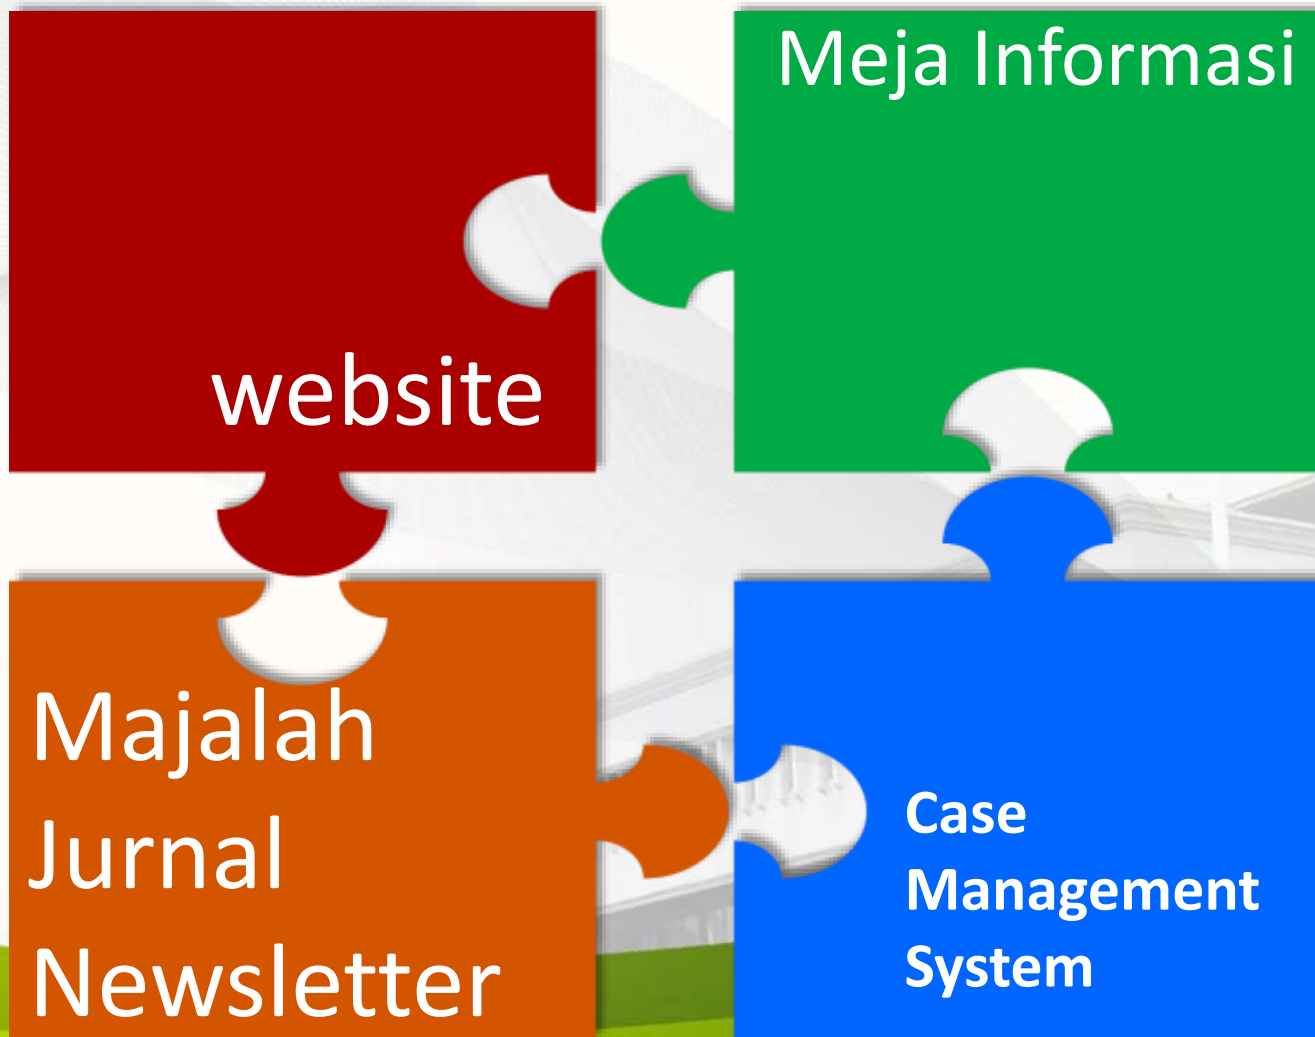 Meja Informasi
website
Majalah
Jurnal
Newsletter
Case
Management
System